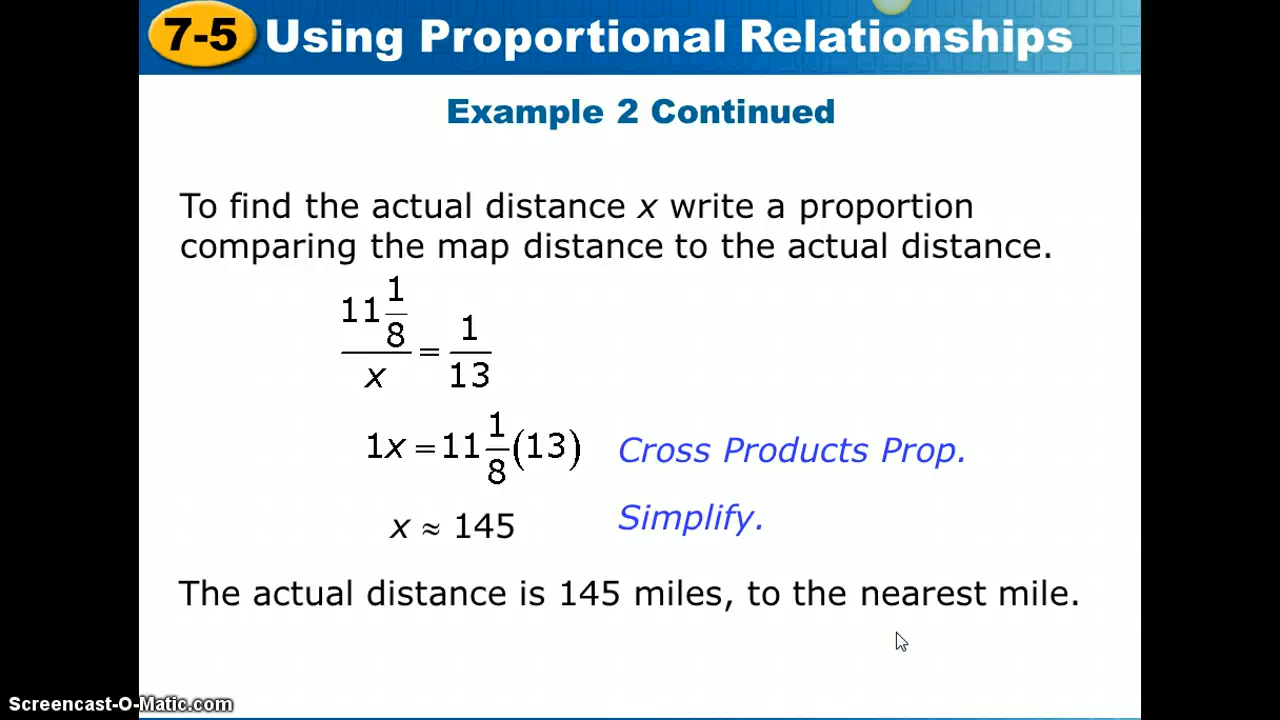 7-5 Using Proportional Relationships
Example 2 Continued
To find the actual distance x write a proportion
comparing the map distance to the actual distance.
11 1/8 / x = 1/13
1x = 11 1/8 (13) Cross Products Prop.
x ≈ 145 Simplify.
The actual distance is 145 miles, to the nearest mile.
Screencast-O-Matic.com